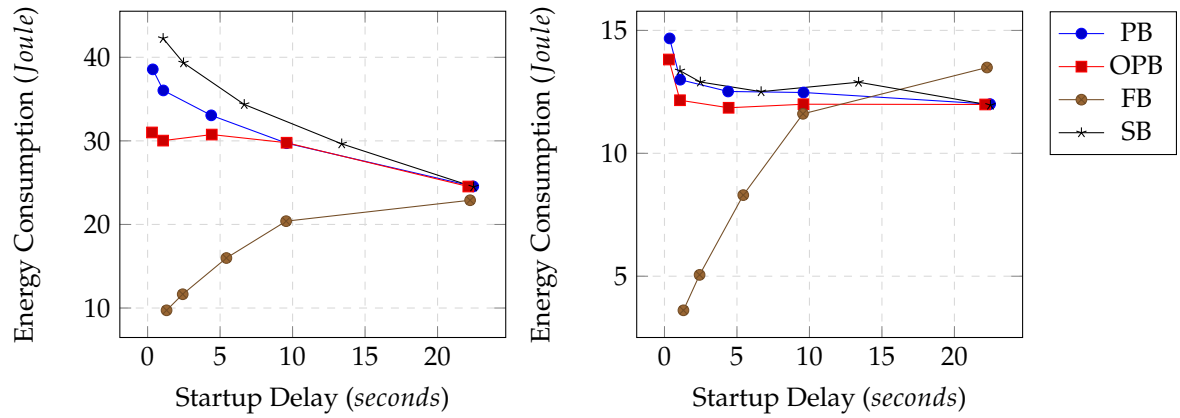 Energy Consumption (Joule)
40
30
20
10
0 5 10 15 20
Startup Delay (seconds)
Energy Consumption (Joule)
15
10
5
0 5 10 15 20
Startup Delay (seconds)
PB
OPB
FB
SB